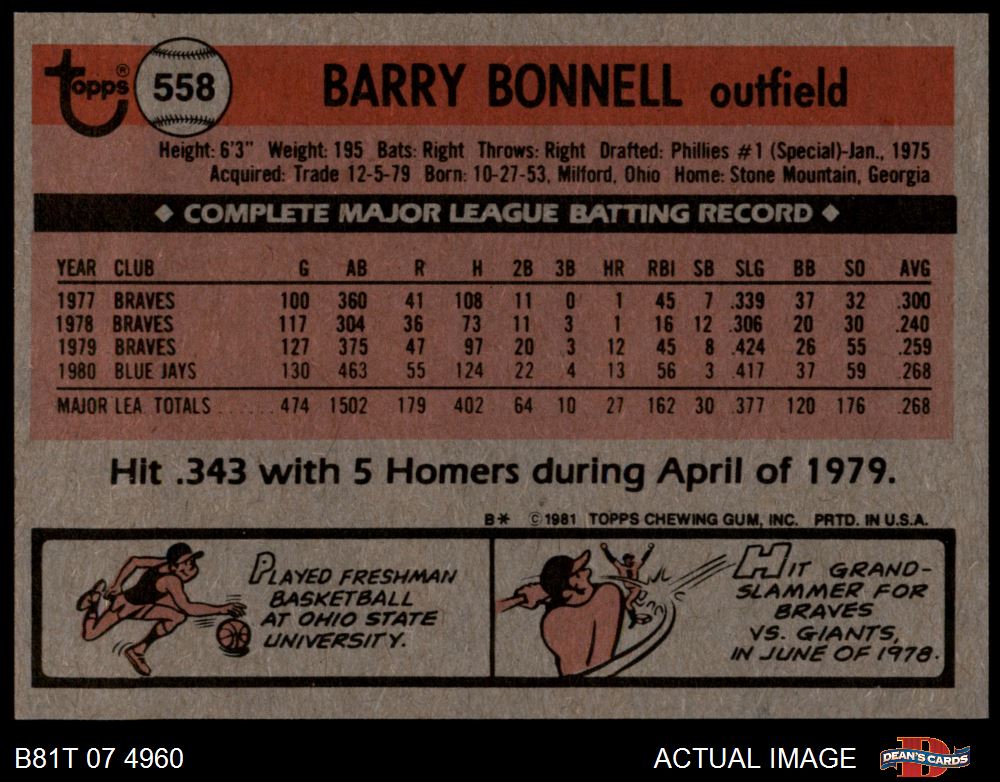 topps® 558 BARRY BONNELL outfield
Height: 6'3" Weight: 195 Bats: Right Throws: Right Drafted: Phillies #1 (Special)-Jan., 1975
Acquired: Trade 12-5-79 Born: 10-27-53, Milford, Ohio Home: Stone Mountain, Georgia
◆ COMPLETE MAJOR LEAGUE BATTING RECORD ◆
YEAR CLUB G AB R H 2B 3B HR RBI SB SLG BB SO AVG
1977 BRAVES 100 360 41 108 11 0 1 45 7 .339 37 32 .300
1978 BRAVES 117 304 36 73 11 3 1 16 12 .306 20 30 .240
1979 BRAVES 127 375 47 97 20 3 12 45 8 .424 26 55 .259
1980 BLUE JAYS 130 463 55 124 22 4 13 56 3 .417 37 59 .268
MAJOR LEA. TOTALS ...... 474 1502 179 402 64 10 27 162 30 .377 120 176 .268
Hit .343 with 5 Homers during April of 1979.
B* © 1981 TOPPS CHEWING GUM, INC. PRTD. IN U.S.A.
PLAYED FRESHMAN
BASKETBALL
AT OHIO STATE
UNIVERSITY.
HIT GRAND-
SLAMMER FOR
BRAVES
VS. GIANTS,
IN JUNE OF 1978.
B81T 07 4960 ACTUAL IMAGE DEAN'S CARDS